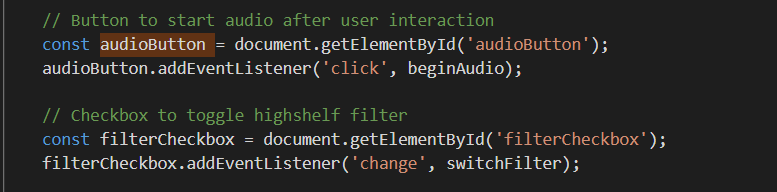 // Button to start audio after user interaction
const audioButton = document.getElementById('audioButton');
audioButton.addEventListener('click', beginAudio);
// Checkbox to toggle highshelf filter
const filterCheckbox = document.getElementById('filterCheckbox');
filterCheckbox.addEventListener('change', switchFilter);